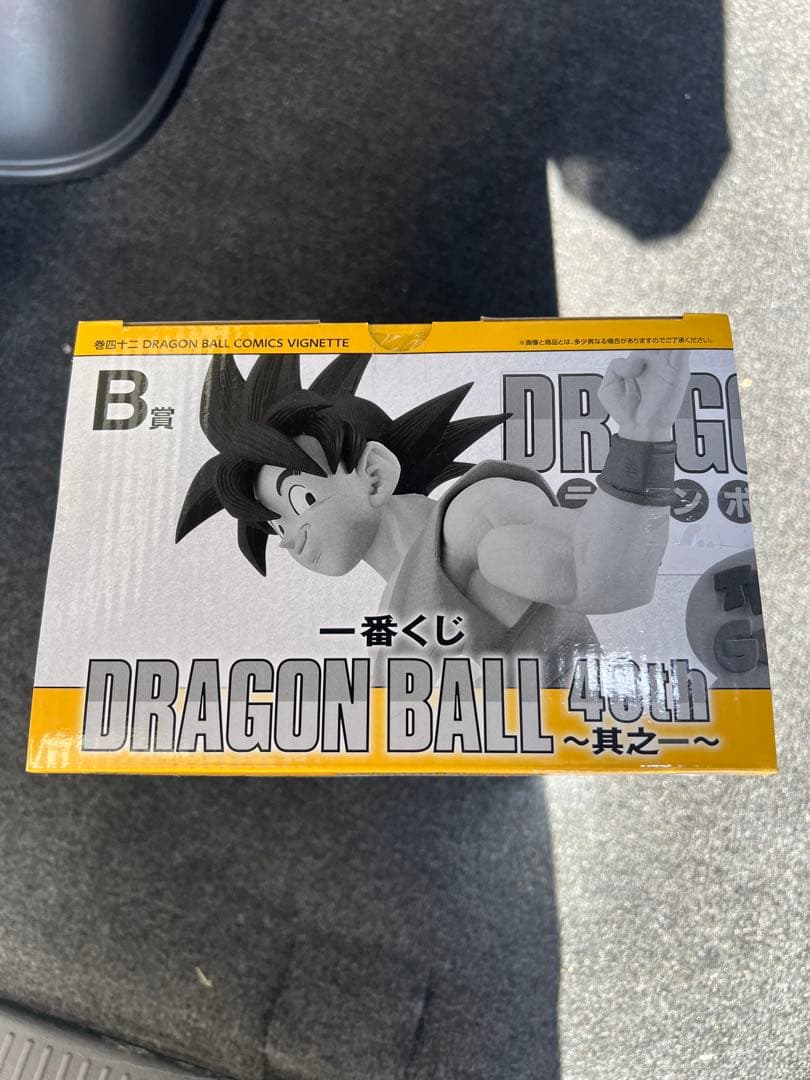 巻四十二 DRAGON BALL COMICS VIGNETTE
※画像と商品とは、多少異なる場合がありますのでご了承ください。
B賞
DRAGO
一番くじ
DRAGON BALL 40th
～其之一～